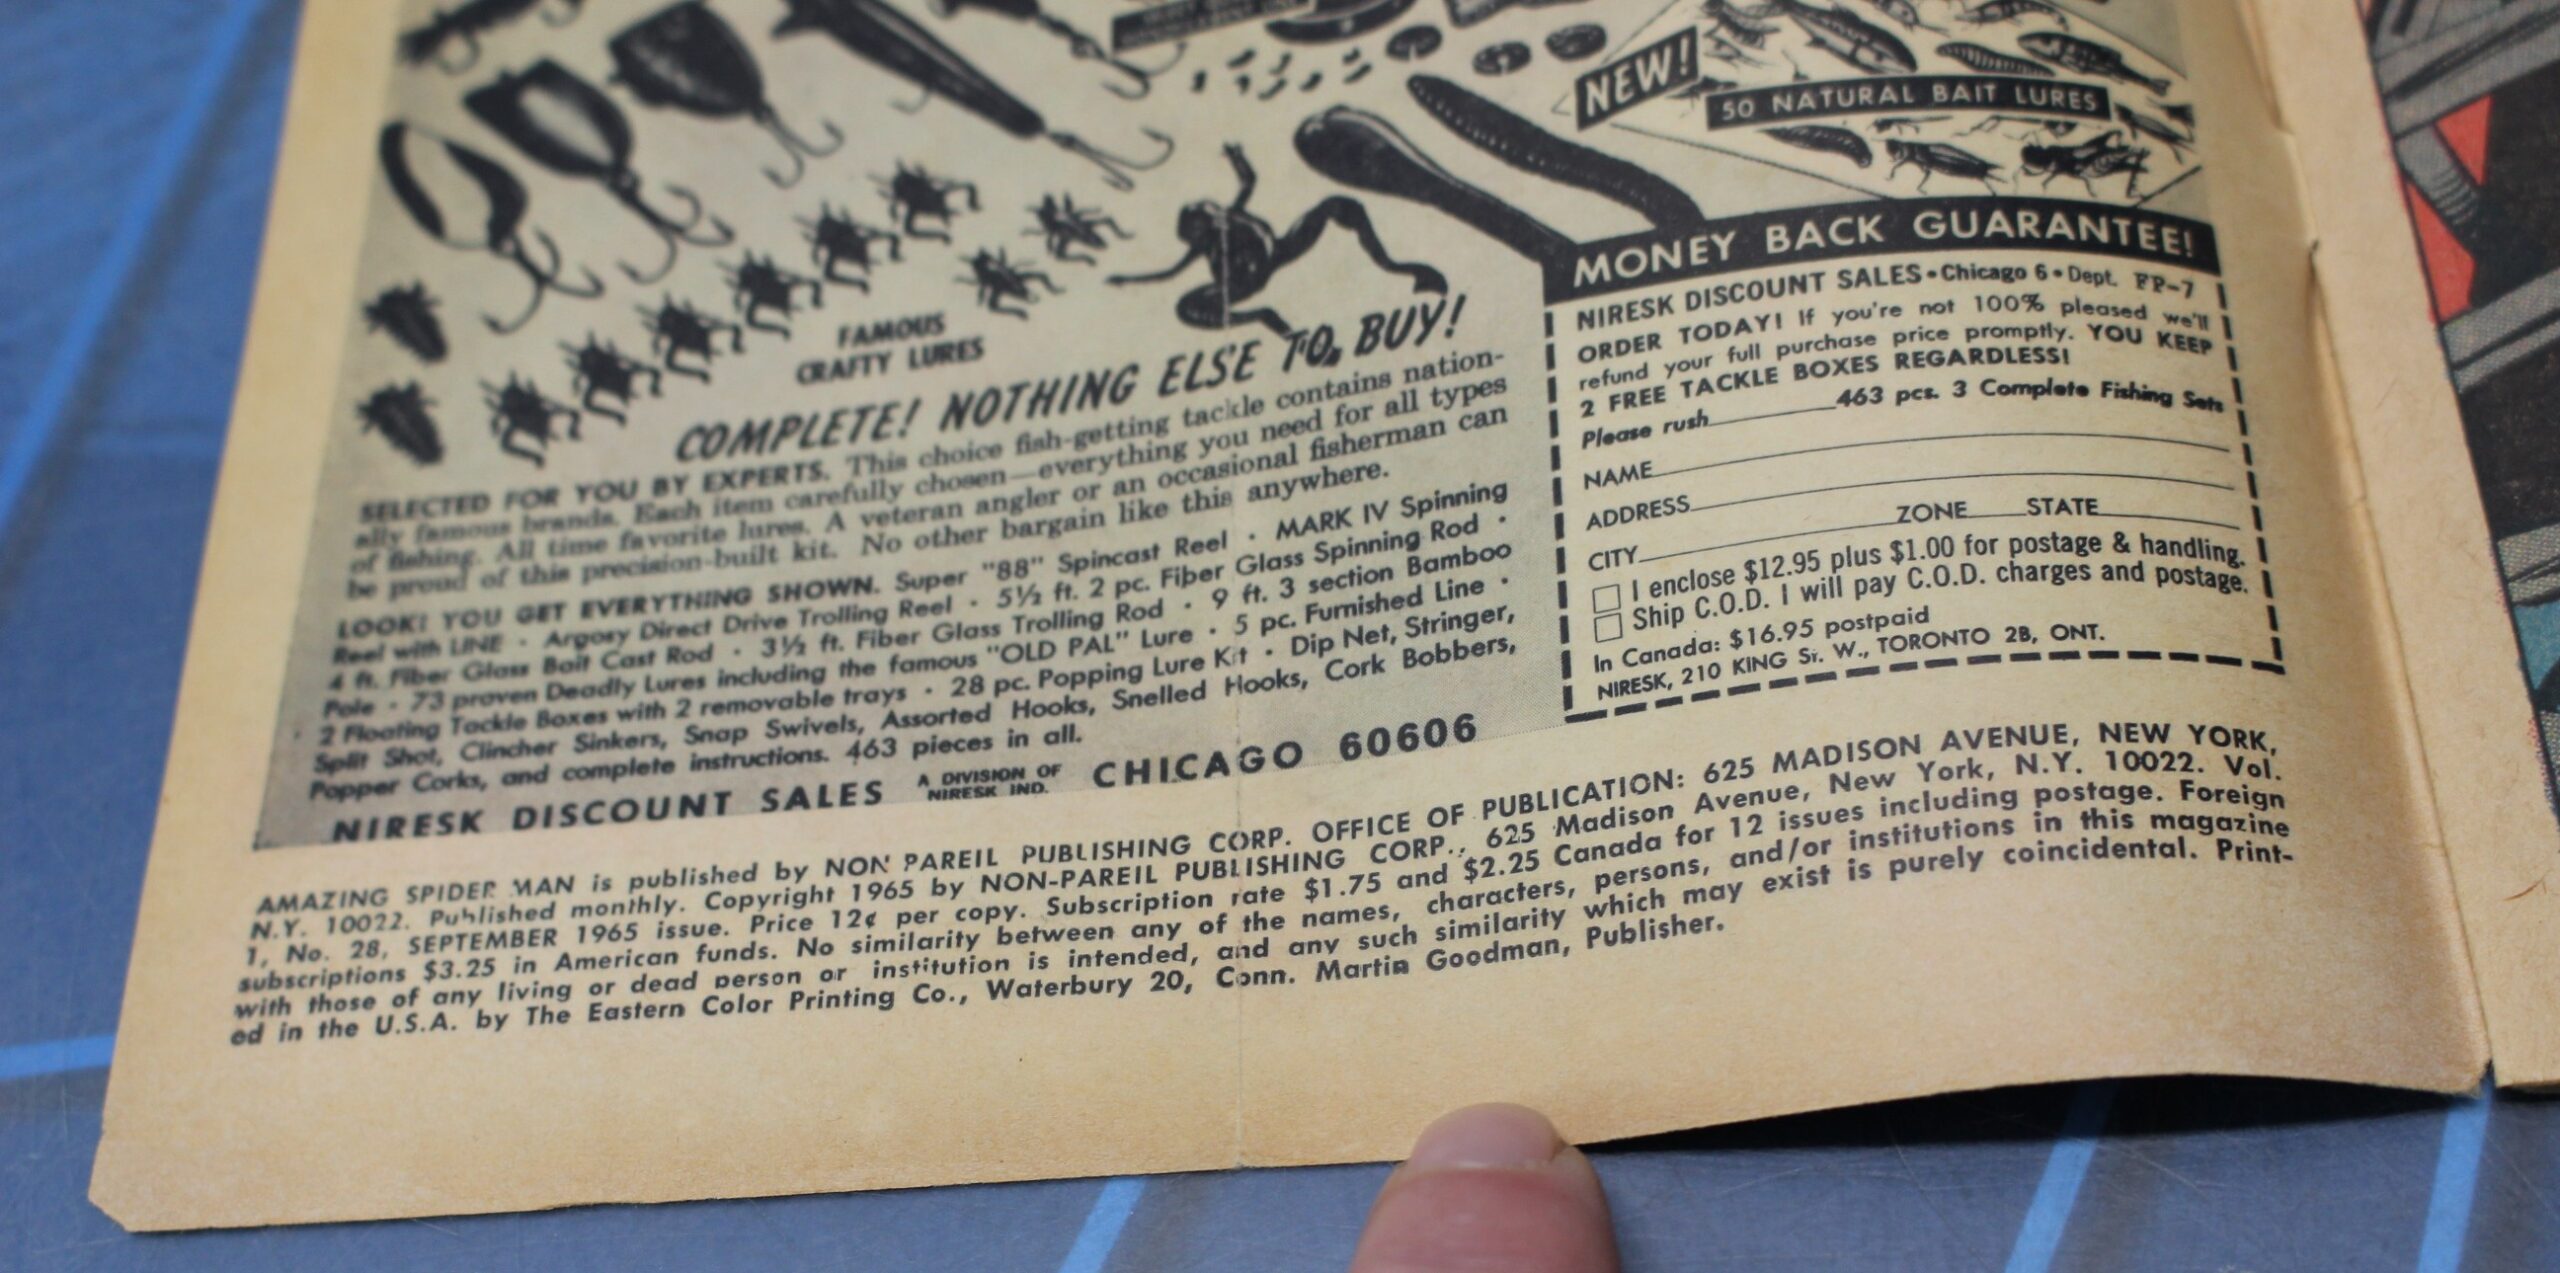 NEW!
50 NATURAL BAIT LURES
FAMOUS
CRAFTY LURES
COMPLETE! NOTHING ELSE TO BUY!
SELECTED FOR YOU BY EXPERTS. This choice fish-getting tackle contains nation-
ally famous brands. Each item carefully chosen—everything you need for all types
of fishing. All time favorite lures. A veteran angler or an occasional fisherman can
be proud of this precision-built kit. No other bargain like this anywhere.
LOOK! YOU GET EVERYTHING SHOWN. Super "88" Spincast Reel · MARK IV Spinning
Reel with LINE · Argosy Direct Drive Trolling Reel · 5½ ft. 2 pc. Fiber Glass Spinning Rod ·
4 ft. Fiber Glass Bait Cast Rod · 3½ ft. Fiber Glass Trolling Rod · 9 ft. 3 section Bamboo
Pole · 73 proven Deadly Lures including the famous "OLD PAL" Lure · 5 pc. Furnished Line ·
· 2 Floating Tackle Boxes with 2 removable trays · 28 pc. Popping Lure Kit · Dip Net, Stringer,
Split Shot, Clincher Sinkers, Snap Swivels, Assorted Hooks, Snelled Hooks, Cork Bobbers,
Popper Corks, and complete instructions. 463 pieces in all.
NIRESK DISCOUNT SALES A DIVISION OF
NIRESK IND. CHICAGO 60606
MONEY BACK GUARANTEE!
NIRESK DISCOUNT SALES • Chicago 6 • Dept. FP-7
ORDER TODAY! If you're not 100% pleased we'll
refund your full purchase price promptly. YOU KEEP
2 FREE TACKLE BOXES REGARDLESS!
Please rush 463 pcs. 3 Complete Fishing Sets
NAME
ADDRESS
CITY ZONE STATE
I enclose $12.95 plus $1.00 for postage & handling.
Ship C.O.D. I will pay C.O.D. charges and postage.
In Canada: $16.95 postpaid
NIRESK, 210 KING ST. W., TORONTO 2B, ONT.
AMAZING SPIDER MAN is published by NON PAREIL PUBLISHING CORP. OFFICE OF PUBLICATION: 625 MADISON AVENUE, NEW YORK,
N.Y. 10022. Published monthly. Copyright 1965 by NON-PAREIL PUBLISHING CORP., 625 Madison Avenue, New York, N.Y. 10022. Vol.
1, No. 28, SEPTEMBER 1965 issue. Price 12¢ per copy. Subscription rate $1.75 and $2.25 Canada for 12 issues including postage. Foreign
subscriptions $3.25 in American funds. No similarity between any of the names, characters, persons, and/or institutions in this magazine
with those of any living or dead person or institution is intended, and any such similarity which may exist is purely coincidental. Print-
ed in the U.S.A. by The Eastern Color Printing Co., Waterbury 20, Conn. Martin Goodman, Publisher.